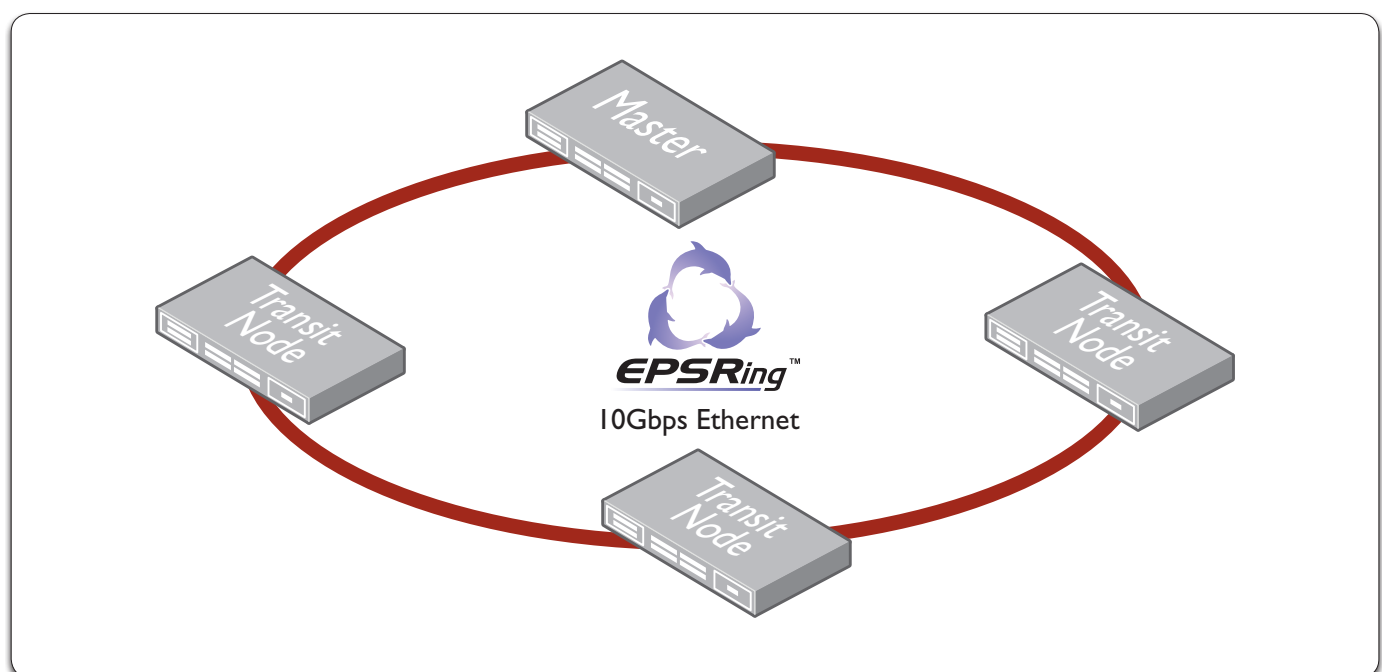 Master
Transit
Node
Transit
Node
EPSRing™
10Gbps Ethernet
Transit
Node